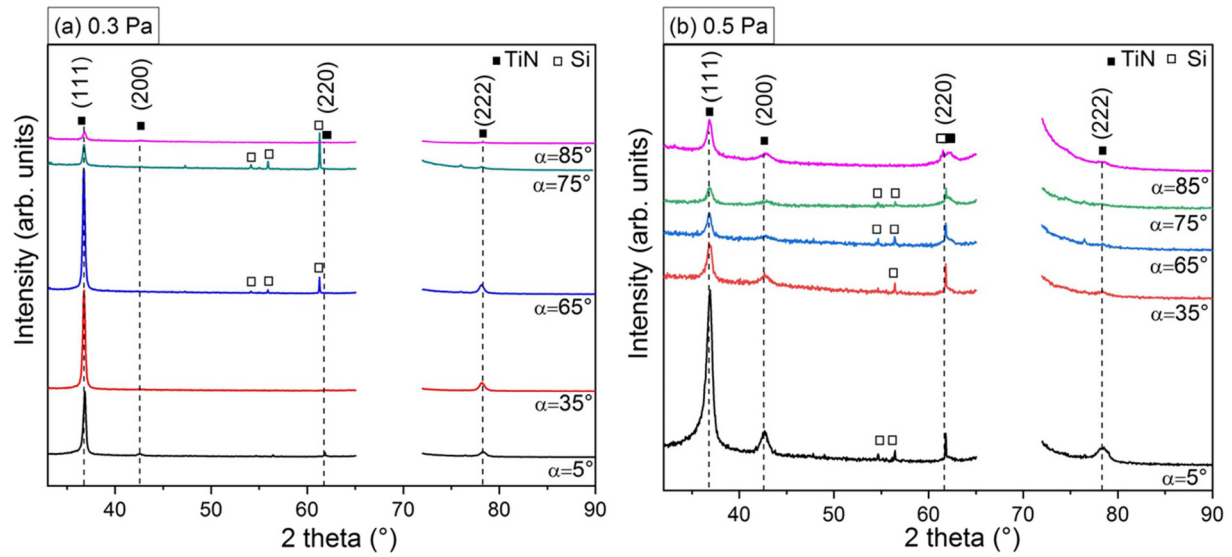 (a) 0.3 Pa
■ TiN □ Si
(111)
(200)
(220)
(222)
α=85°
α=75°
α=65°
α=35°
α=5°
Intensity (arb. units)
40 50 60 70 80 90
2 theta (°)
(b) 0.5 Pa
■ TiN □ Si
(111)
(200)
(220)
(222)
α=85°
α=75°
α=65°
α=35°
α=5°
Intensity (arb. units)
40 50 60 70 80 90
2 theta (°)